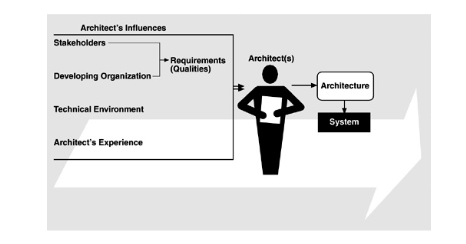 Architect's Influences
Stakeholders
Requirements
(Qualities)
Developing Organization
Technical Environment
Architect's Experience
Architect(s)
Architecture
System